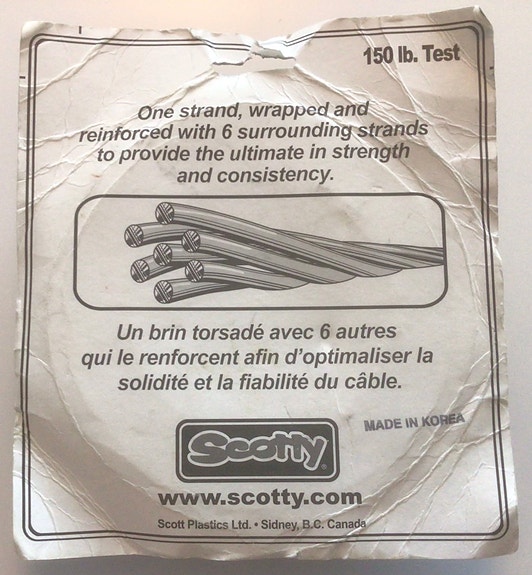 150 lb. Test
One strand, wrapped and
reinforced with 6 surrounding strands
to provide the ultimate in strength
and consistency.
Un brin torsadé avec 6 autres
qui le renforcent afin d'optimaliser la
solidité et la fiabilité du câble.
MADE IN KOREA
Scotty®
www.scotty.com
Scott Plastics Ltd. • Sidney, B.C. Canada